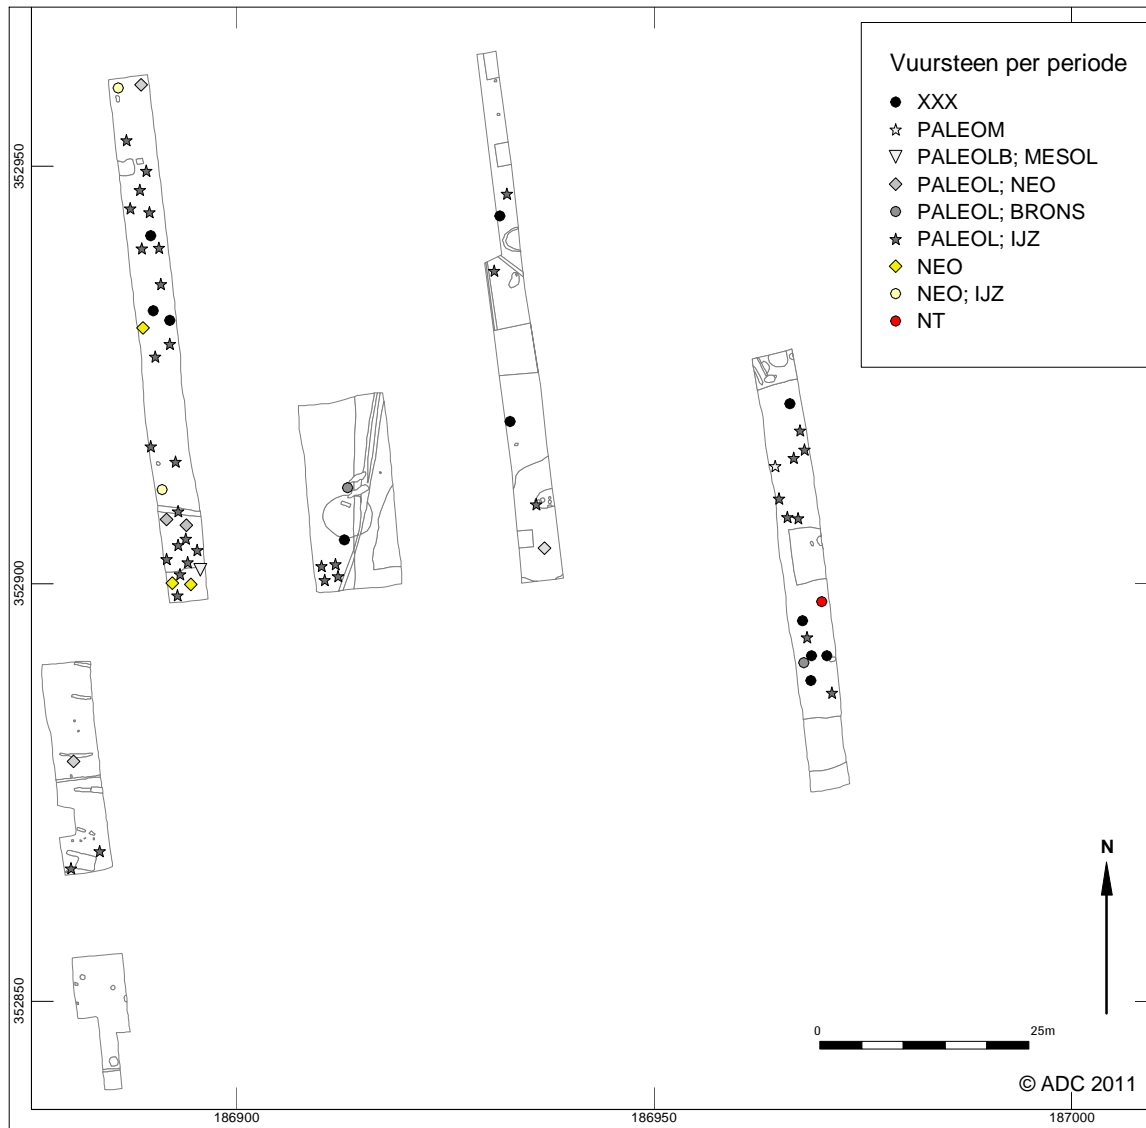 Vuursteen per periode
XXX
PALEOM
PALEOLB; MESOL
PALEOL; NEO
PALEOL; BRONS
PALEOL; IJZ
NEO
NEO; IJZ
NT
352950
352900
352850
N
0 25m
© ADC 2011
186900 186950 187000